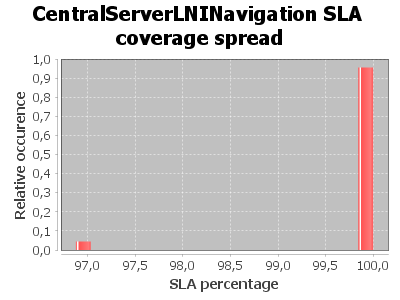 CentralServerLNINavigation SLA
coverage spread
Relative occurence
1,0
0,9
0,8
0,7
0,6
0,5
0,4
0,3
0,2
0,1
0,0
97,0 97,5 98,0 98,5 99,0 99,5 100,0
SLA percentage